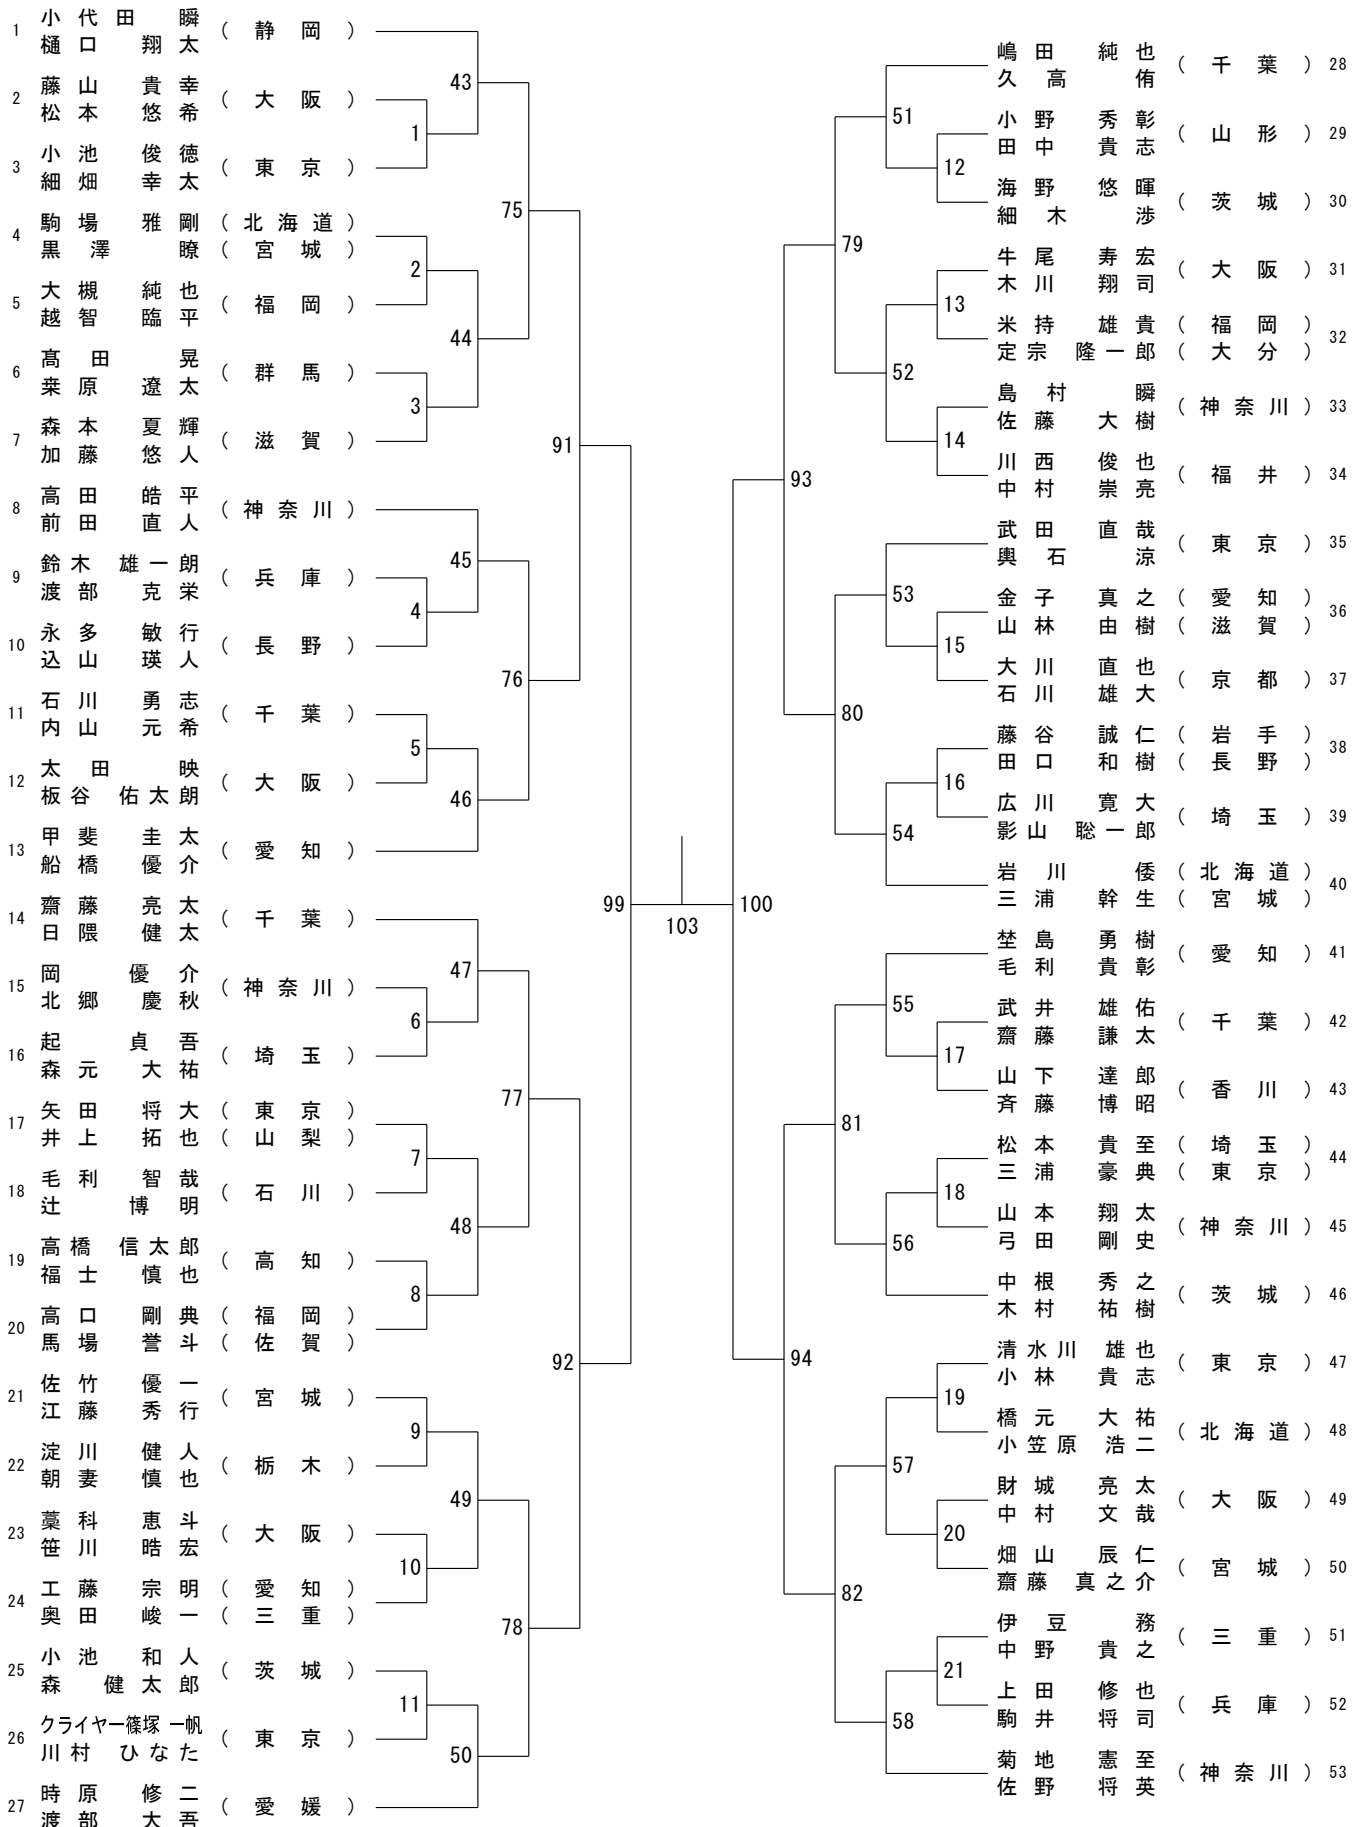 1 小代田 瞬 (静岡)
樋口 翔太
2 藤山 貴幸 (大阪)
松本 悠希
3 小池 俊徳 (東京)
細畑 幸太
4 駒場 雅剛 (北海道)
黒澤 瞭 (宮城)
5 大槻 純也 (福岡)
越智 臨平
6 髙田 晃 (群馬)
桒原 遼太
7 森本 夏輝 (滋賀)
加藤 悠人
8 高田 皓平 (神奈川)
前田 直人
9 鈴木 雄一朗 (兵庫)
渡部 克栄
10 永多 敏行 (長野)
込山 瑛人
11 石川 勇志 (千葉)
内山 元希
12 太田 映 (大阪)
板谷 佑太朗
13 甲斐 圭太 (愛知)
船橋 優介
14 齋藤 亮太 (千葉)
日隈 健太
15 岡 優介 (神奈川)
北郷 慶秋
16 起 貞吾 (埼玉)
森元 大祐
17 矢田 将大 (東京)
井上 拓也 (山梨)
18 毛利 智哉 (石川)
辻 博明
19 高橋 信太郎 (高知)
福士 慎也
20 高口 剛典 (福岡)
馬場 誉斗 (佐賀)
21 佐竹 優一 (宮城)
江藤 秀行
22 淀川 健人 (栃木)
朝妻 慎也
23 藁科 恵斗 (大阪)
笹川 晧宏
24 工藤 宗明 (愛知)
奥田 峻一 (三重)
25 小池 和人 (茨城)
森 健太郎
26 クライヤー篠塚 一帆 (東京)
川村 ひなた
27 時原 修二 (愛媛)
渡部 大吾
43
1
75
2
44
3
91
45
4
76
5
46
99
47
6
77
7
48
8
92
9
49
10
78
11
50
103
100
51
12
79
13
52
14
93
53
15
80
16
54
55
17
81
18
56
94
19
57
20
82
21
58
嶋田 純也 (千葉) 28
久高 侑
小野 秀彰 (山形) 29
田中 貴志
海野 悠暉 (茨城) 30
細木 渉
牛尾 寿宏 (大阪) 31
木川 翔司
米持 雄貴 (福岡) 32
定宗 隆一郎 (大分)
島村 瞬 (神奈川) 33
佐藤 大樹
川西 俊也 (福井) 34
中村 崇亮
武田 直哉 (東京) 35
輿石 涼
金子 真之 (愛知) 36
山林 由樹 (滋賀)
大川 直也 (京都) 37
石川 雄大
藤谷 誠仁 (岩手) 38
田口 和樹 (長野)
広川 寛大 (埼玉) 39
影山 聡一郎
岩川 倭 (北海道) 40
三浦 幹生 (宮城)
埜島 勇樹 (愛知) 41
毛利 貴彰
武井 雄佑 (千葉) 42
齋藤 謙太
山下 達郎 (香川) 43
斉藤 博昭
松本 貴至 (埼玉) 44
三浦 豪典 (東京)
山本 翔太 (神奈川) 45
弓田 剛史
中根 秀之 (茨城) 46
木村 祐樹
清水川 雄也 (東京) 47
小林 貴志
橋元 大祐 (北海道) 48
小笠原 浩二
財城 亮太 (大阪) 49
中村 文哉
畑山 辰仁 (宮城) 50
齋藤 真之介
伊豆 務 (三重) 51
中野 貴之
上田 修也 (兵庫) 52
駒井 将司
菊地 憲至 (神奈川) 53
佐野 将英